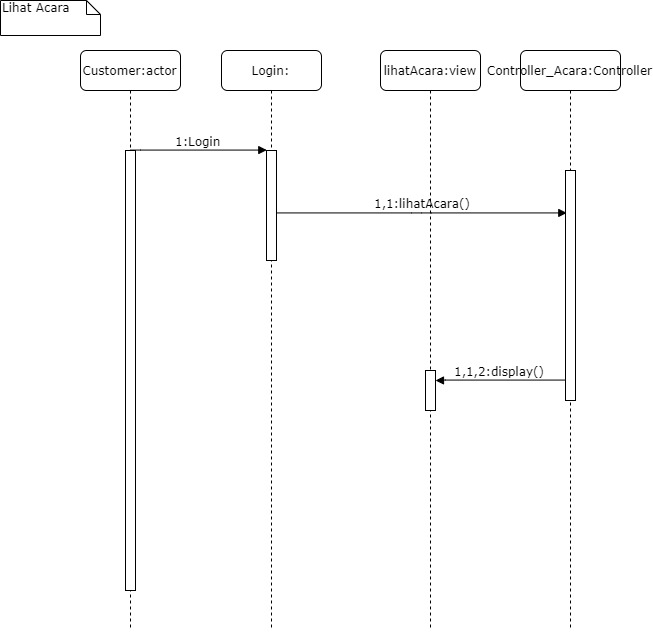 Lihat Acara
Customer:actor
Login:
lihatAcara:view
Controller_Acara:Controller
1:Login
1,1:lihatAcara()
1,1,2:display()